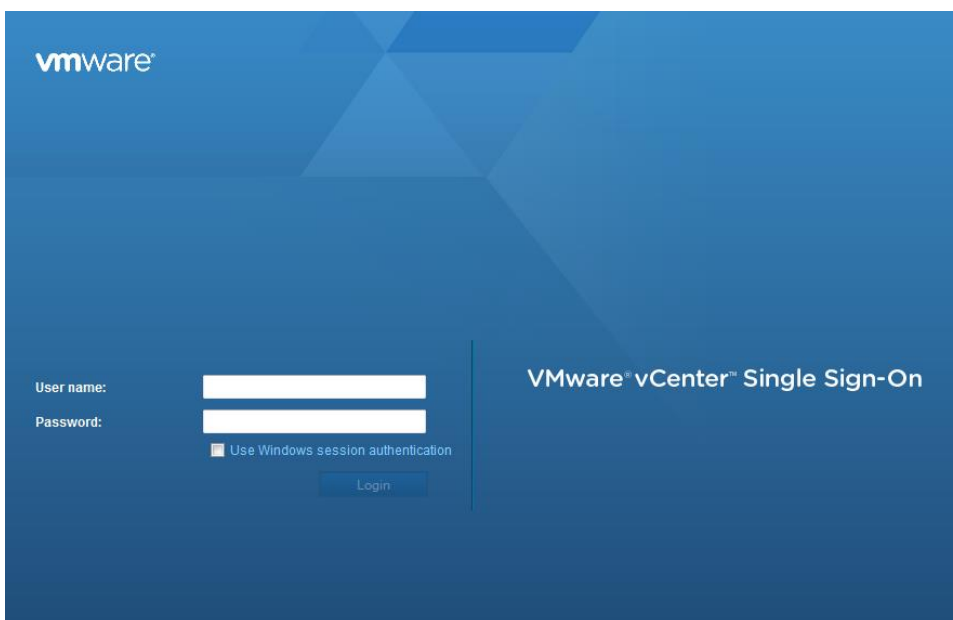 vmware®
User name:
VMware® vCenter™ Single Sign-On
Password:
Use Windows session authentication
Login